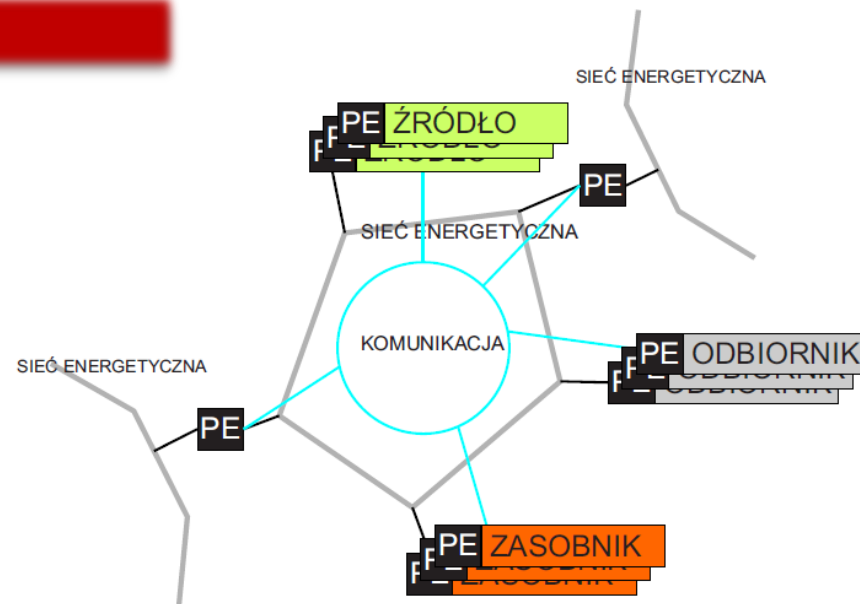 SIEĆ ENERGETYCZNA
PE ŹRÓDŁO
PE
SIEĆ ENERGETYCZNA
KOMUNIKACJA
PE ODBIORNIK
SIEĆ ENERGETYCZNA
PE
PE ZASOBNIK